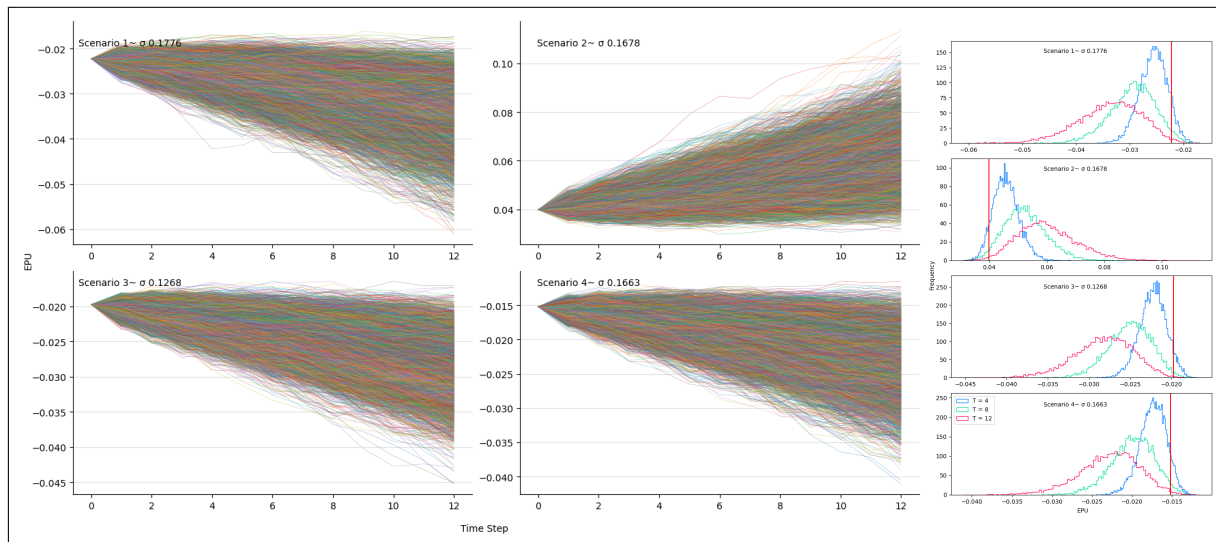 Scenario 1~ σ 0.1776
−0.02
−0.03
−0.04
−0.05
−0.06
0 2 4 6 8 10 12
Scenario 2~ σ 0.1678
0.10
0.08
0.06
0.04
0 2 4 6 8 10 12
EPU
Scenario 3~ σ 0.1268
−0.020
−0.025
−0.030
−0.035
−0.040
−0.045
0 2 4 6 8 10 12
Scenario 4~ σ 0.1663
−0.015
−0.020
−0.025
−0.030
−0.035
−0.040
0 2 4 6 8 10 12
Time Step
Scenario 1~ σ 0.1776
150
125
100
75
50
25
0
−0.06 −0.05 −0.04 −0.03 −0.02
Scenario 2~ σ 0.1678
100
80
60
40
20
0
0.04 0.06 0.08 0.10
Frequency
Scenario 3~ σ 0.1268
250
200
150
100
50
0
−0.045 −0.040 −0.035 −0.030 −0.025 −0.020
Scenario 4~ σ 0.1663
T = 4
T = 8
T = 12
250
200
150
100
50
0
−0.040 −0.035 −0.030 −0.025 −0.020 −0.015
EPU